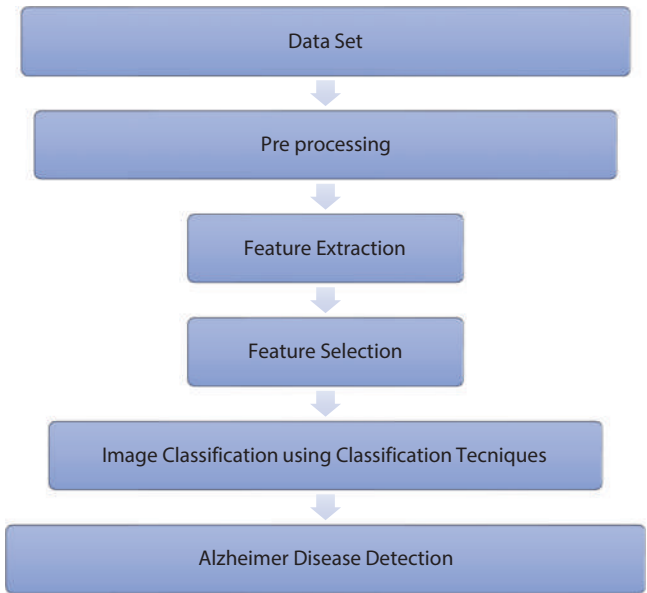 Data Set
Pre processing
Feature Extraction
Feature Selection
Image Classification using Classification Tecniques
Alzheimer Disease Detection